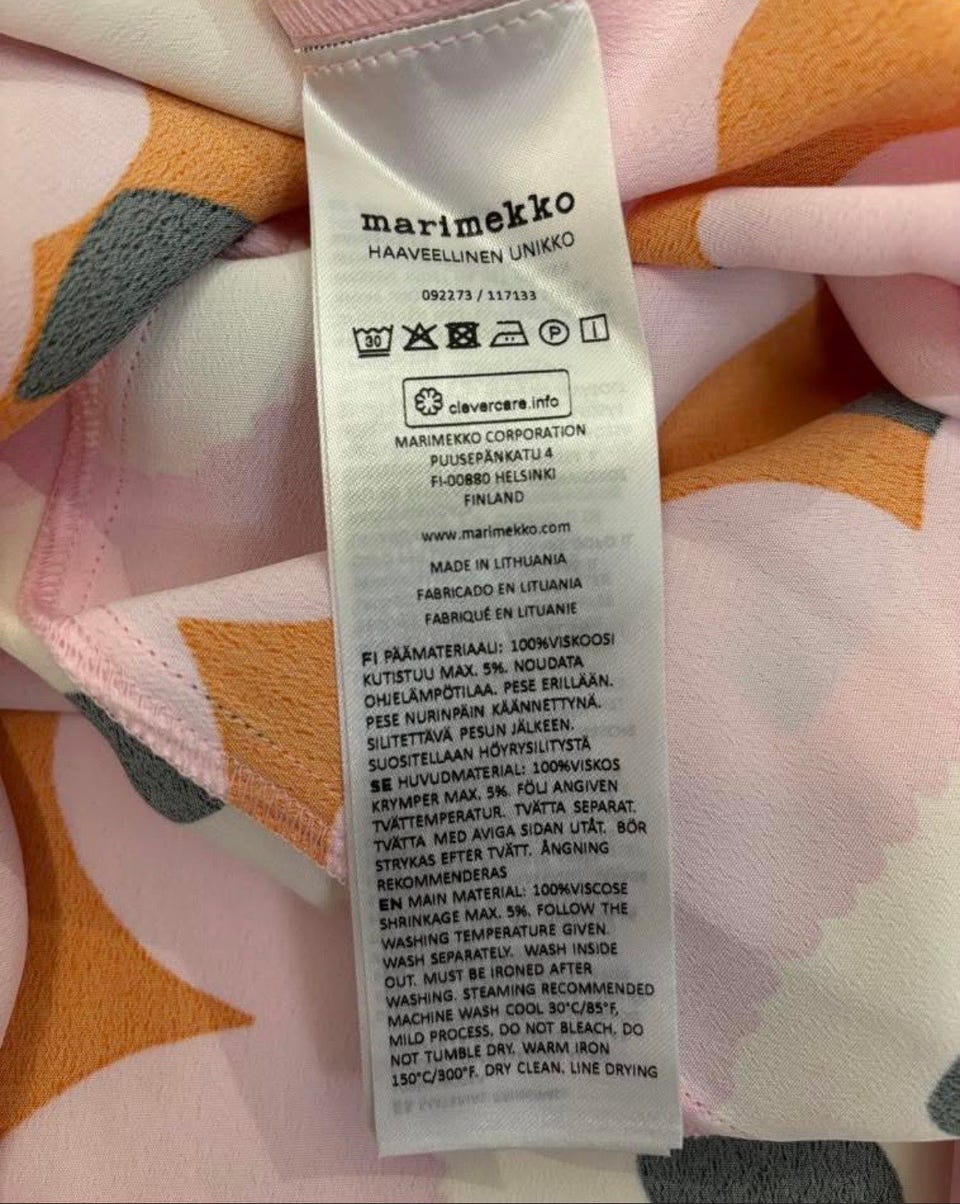 marimekko
HAAVEELLINEN UNIKKO
092273 / 117133
30 P
clevercare.info
MARIMEKKO CORPORATION
PUUSEPÄNKATU 4
FI-00880 HELSINKI
FINLAND
www.marimekko.com
MADE IN LITHUANIA
FABRICADO EN LITUANIA
FABRIQUÉ EN LITUANIE
FI PÄÄMATERIAALI: 100%VISKOOSI
KUTISTUU MAX. 5%. NOUDATA
OHJELÄMPÖTILAA. PESE ERILLÄÄN.
PESE NURINPÄIN KÄÄNNETTYNÄ.
SILITETTÄVÄ PESUN JÄLKEEN.
SUOSITELLAAN HÖYRYSILITYSTÄ
SE HUVUDMATERIAL: 100%VISKOS
KRYMPER MAX. 5%. FÖLJ ANGIVEN
TVÄTTEMPERATUR. TVÄTTA SEPARAT.
TVÄTTA MED AVIGA SIDAN UTÅT. BÖR
STRYKAS EFTER TVÄTT. ÅNGNING
REKOMMENDERAS
EN MAIN MATERIAL: 100%VISCOSE
SHRINKAGE MAX. 5%. FOLLOW THE
WASHING TEMPERATURE GIVEN.
WASH SEPARATELY. WASH INSIDE
OUT. MUST BE IRONED AFTER
WASHING. STEAMING RECOMMENDED
MACHINE WASH COOL 30°C/85°F,
MILD PROCESS. DO NOT BLEACH. DO
NOT TUMBLE DRY. WARM IRON
150°C/300°F. DRY CLEAN. LINE DRYING